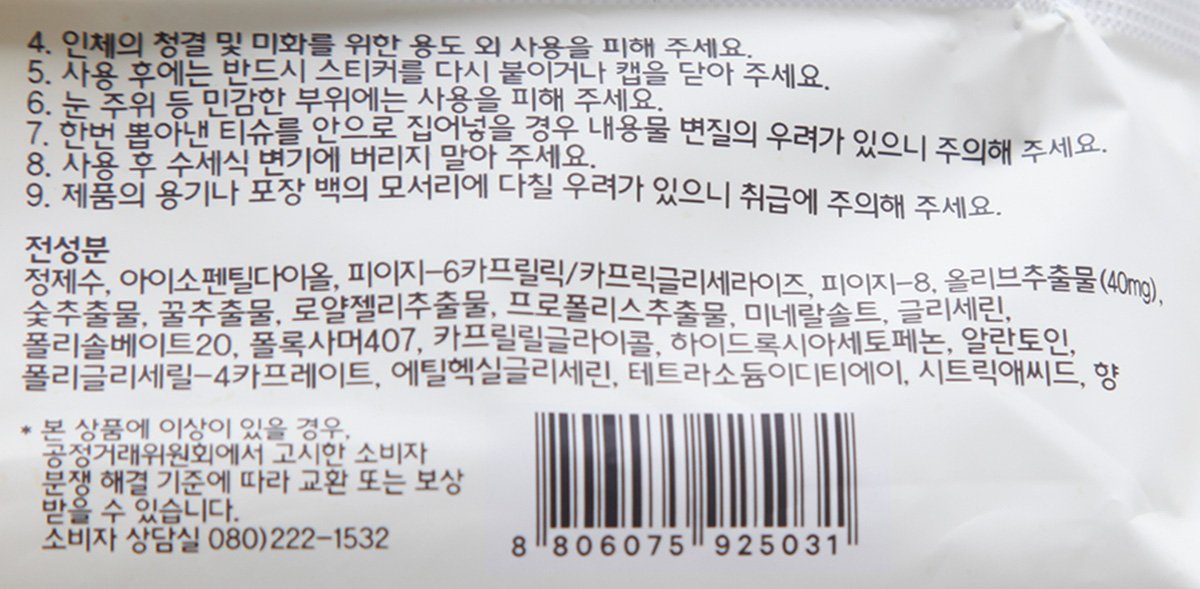 4. 인체의 청결 및 미화를 위한 용도 외 사용을 피해 주세요.
5. 사용 후에는 반드시 스티커를 다시 붙이거나 캡을 닫아 주세요.
6. 눈 주위 등 민감한 부위에는 사용을 피해 주세요.
7. 한번 뽑아낸 티슈를 안으로 집어넣을 경우 내용물 변질의 우려가 있으니 주의해 주세요.
8. 사용 후 수세식 변기에 버리지 말아 주세요.
9. 제품의 용기나 포장 백의 모서리에 다칠 우려가 있으니 취급에 주의해 주세요.
전성분
정제수, 아이소펜틸다이올, 피이지-6카프릴릭/카프릭글리세라이즈, 피이지-8, 올리브추출물(40mg),
숯추출물, 꿀추출물, 로얄젤리추출물, 프로폴리스추출물, 미네랄솔트, 글리세린,
폴리솔베이트20, 폴록사머407, 카프릴릴글라이콜, 하이드록시아세토페논, 알란토인,
폴리글리세릴-4카프레이트, 에틸헥실글리세린, 테트라소듐이디티에이, 시트릭애씨드, 향
* 본 상품에 이상이 있을 경우,
공정거래위원회에서 고시한 소비자
분쟁 해결 기준에 따라 교환 또는 보상
받을 수 있습니다.
소비자 상담실 080)222-1532
8 806075 925031